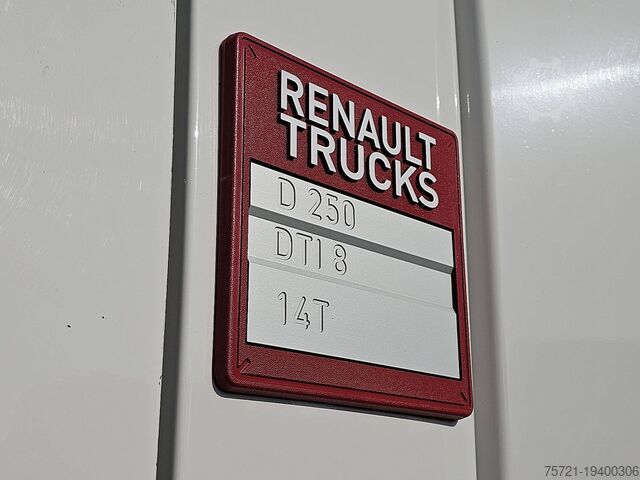 RENAULT
TRUCKS
D 250
DTI 8
14T
75721-19400306